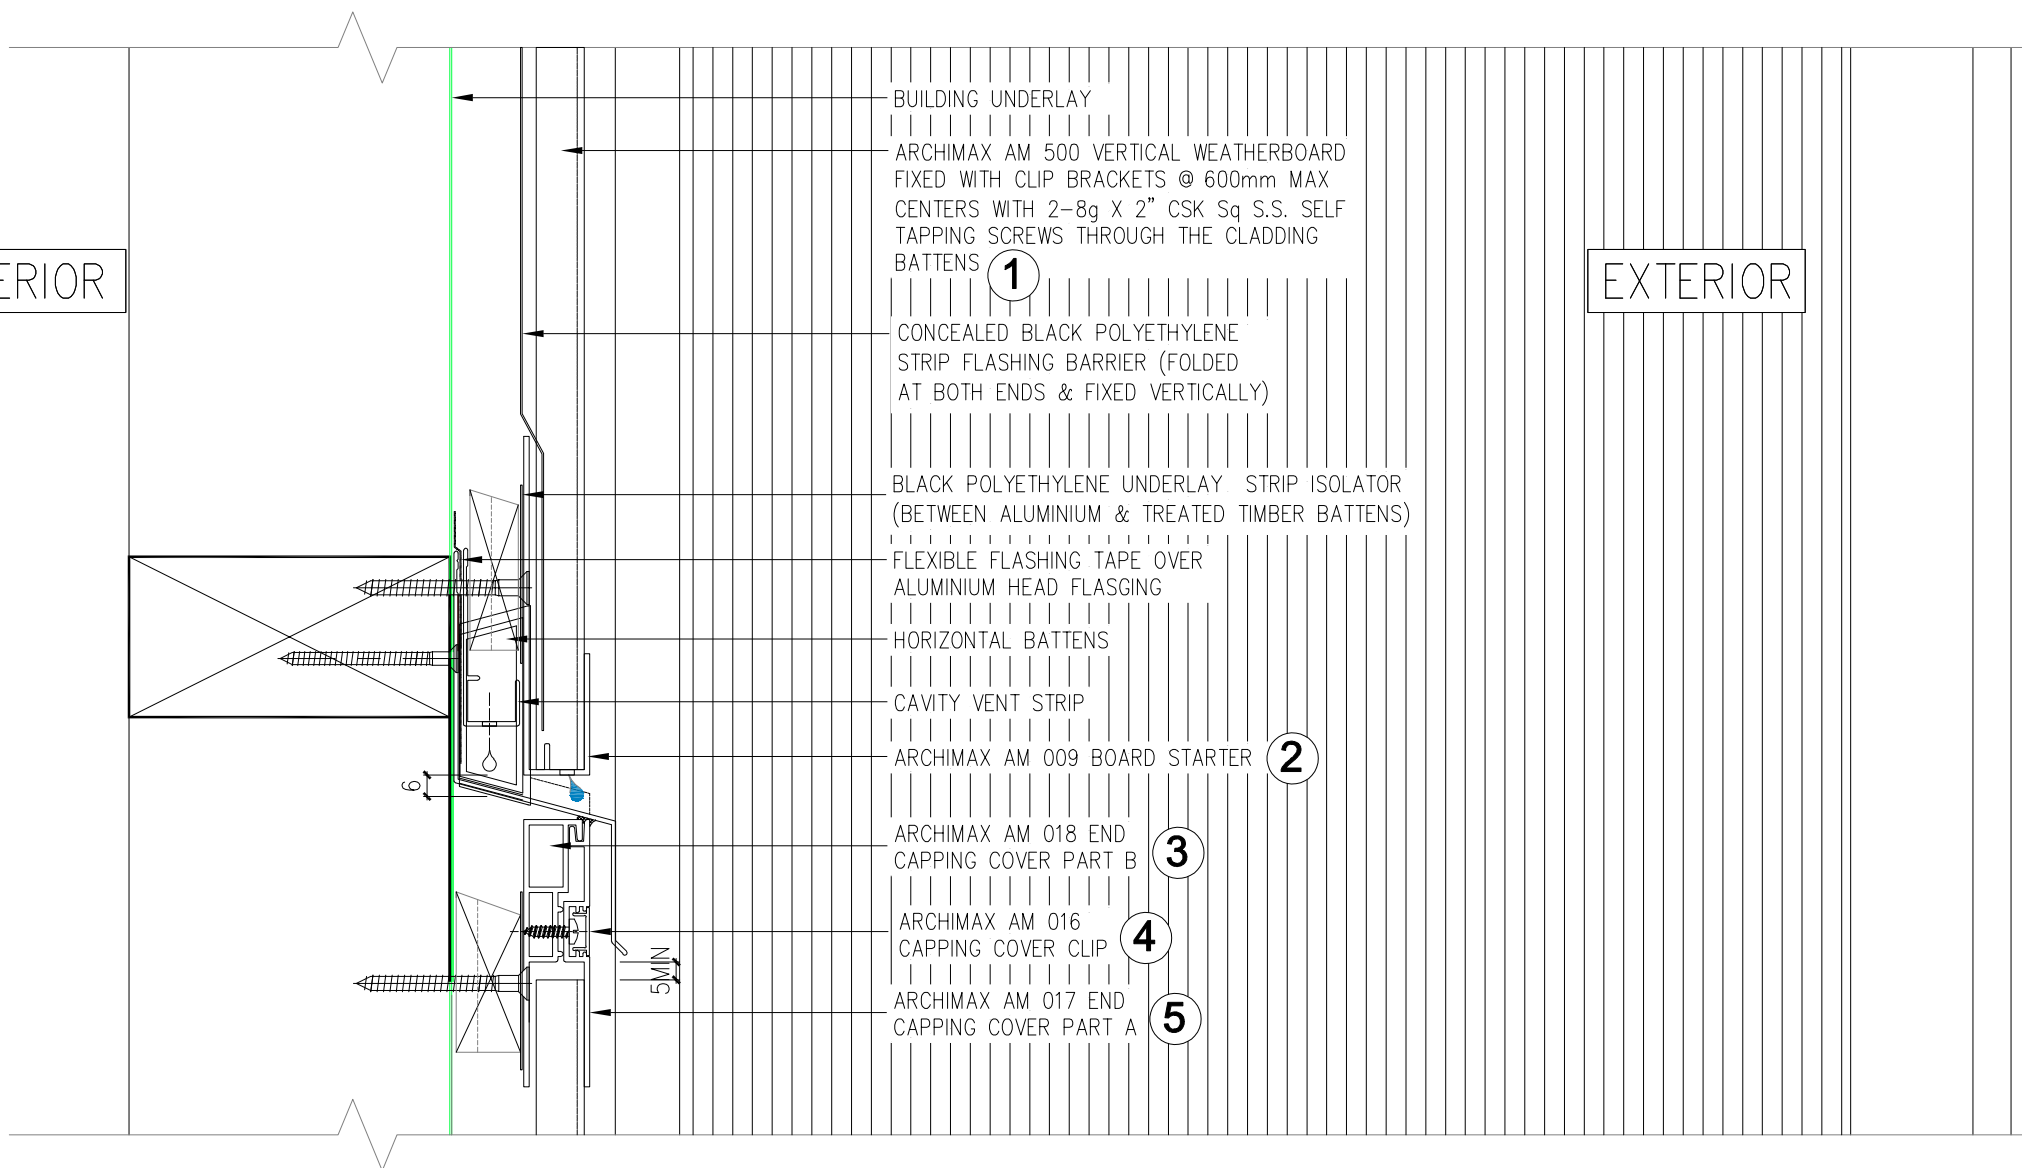 BUILDING UNDERLAY
ARCHIMAX AM 500 VERTICAL WEATHERBOARD
FIXED WITH CLIP BRACKETS @ 600mm MAX
CENTERS WITH 2-8g X 2" CSK Sq S.S. SELF
TAPPING SCREWS THROUGH THE CLADDING
BATTENS
1
ERIOR
EXTERIOR
CONCEALED BLACK POLYETHYLENE
STRIP FLASHING BARRIER (FOLDED
AT BOTH ENDS & FIXED VERTICALLY)
BLACK POLYETHYLENE UNDERLAY STRIP ISOLATOR
(BETWEEN ALUMINIUM & TREATED TIMBER BATTENS)
FLEXIBLE FLASHING TAPE OVER
ALUMINIUM HEAD FLASGING
HORIZONTAL BATTENS
CAVITY VENT STRIP
ARCHIMAX AM 009 BOARD STARTER
2
6
ARCHIMAX AM 018 END
CAPPING COVER PART B
3
ARCHIMAX AM 016
CAPPING COVER CLIP
4
5MIN
ARCHIMAX AM 017 END
CAPPING COVER PART A
5